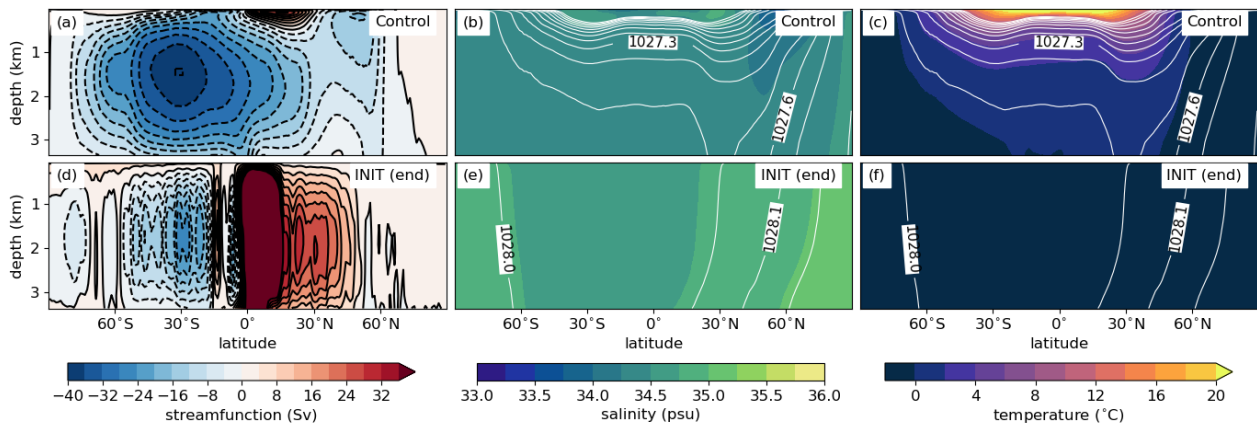 (a) Control (b) Control (c) Control
depth (km)
1
2
3
1027.3
1027.6
1027.3
1027.6
(d) INIT (end) (e) INIT (end) (f) INIT (end)
depth (km)
1
2
3
1028.0
1028.1
1028.0
1028.1
60°S 30°S 0° 30°N 60°N 60°S 30°S 0° 30°N 60°N 60°S 30°S 0° 30°N 60°N
latitude latitude latitude
−40 −32 −24 −16 −8 0 8 16 24 32 33.0 33.5 34.0 34.5 35.0 35.5 36.0 0 4 8 12 16 20
streamfunction (Sv) salinity (psu) temperature (°C)